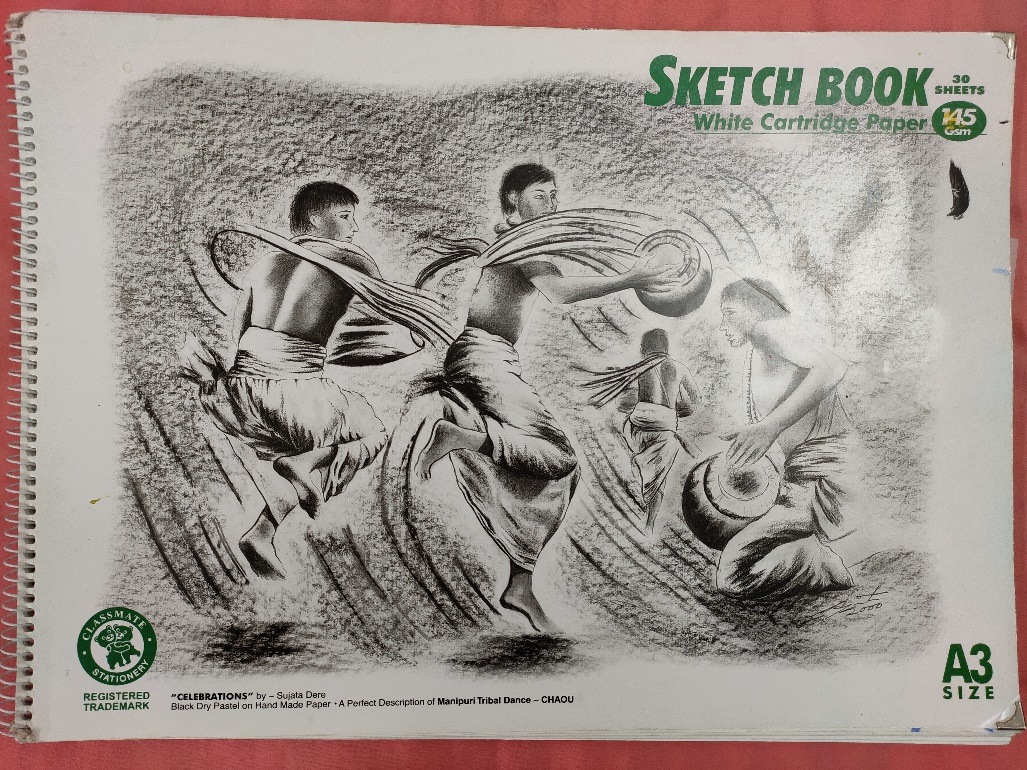 SKETCH BOOK
30
SHEETS
White Cartridge Paper
145
Gsm
2000
CLASSMATE
STATIONERY
REGISTERED
TRADEMARK
"CELEBRATIONS" by – Sujata Dere
Black Dry Pastel on Hand Made Paper • A Perfect Description of Manipuri Tribal Dance – CHAOU
A3
SIZE